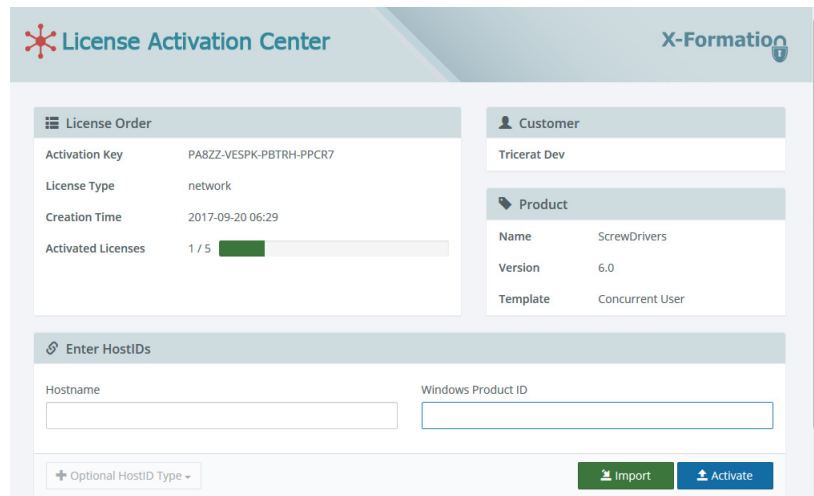 License Activation Center
X-Formation
License Order
Activation Key PA8ZZ-VESPK-PBTRH-PPCR7
License Type network
Creation Time 2017-09-20 06:29
Activated Licenses 1 / 5
Customer
Tricerat Dev
Product
Name ScrewDrivers
Version 6.0
Template Concurrent User
Enter HostIDs
Hostname Windows Product ID
Optional HostID Type
Import Activate